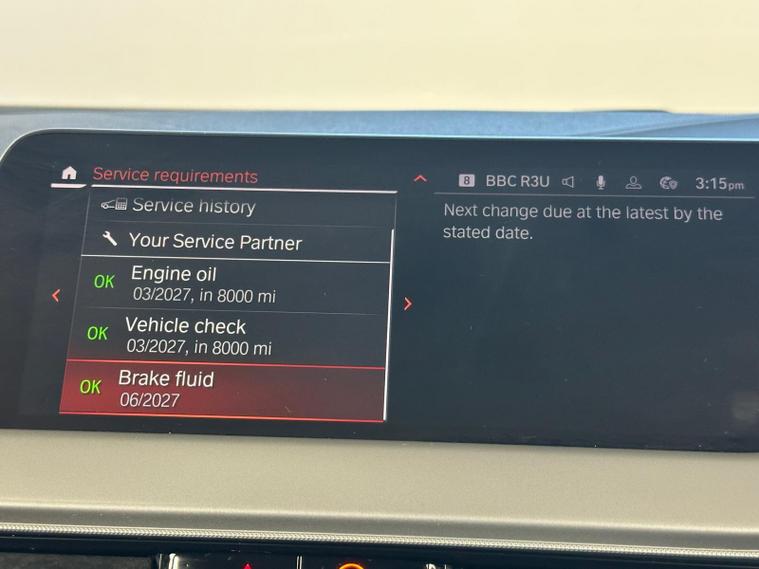 Service requirements
8 BBC R3U 3:15pm
Service history
Your Service Partner
OK Engine oil
03/2027, in 8000 mi
OK Vehicle check
03/2027, in 8000 mi
OK Brake fluid
06/2027
Next change due at the latest by the
stated date.